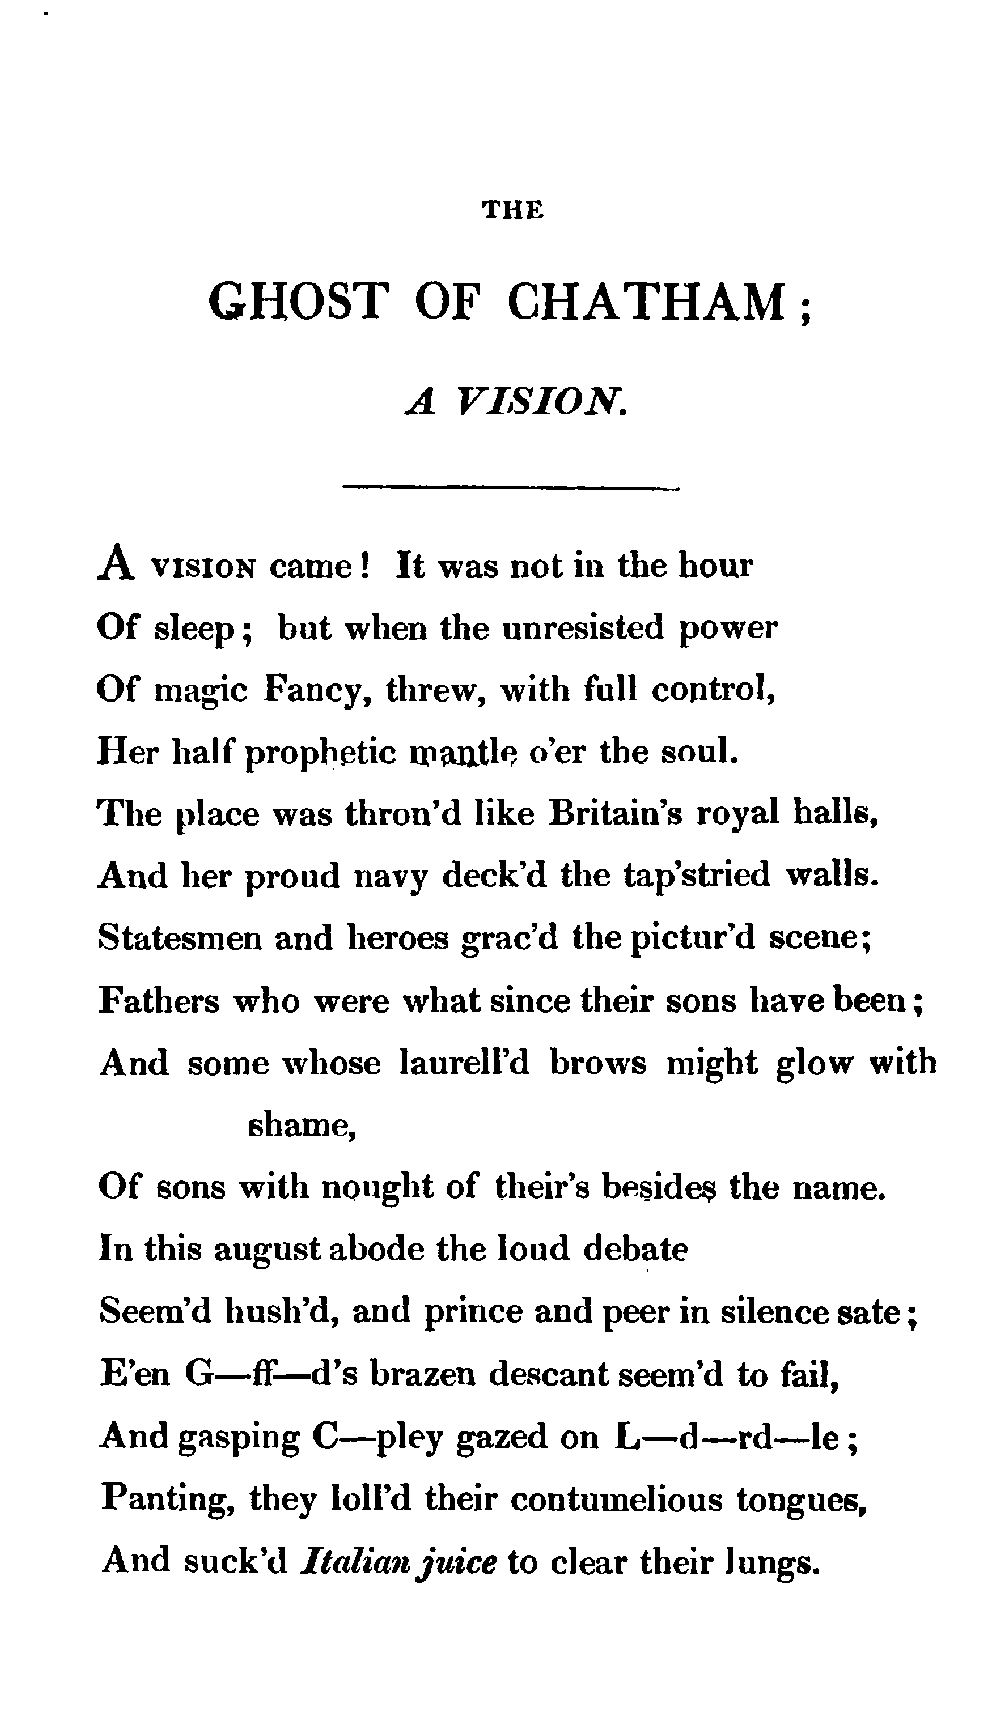 THE
GHOST OF CHATHAM;
A VISION.
A VISION came! It was not in the hour
Of sleep; but when the unresisted power
Of magic Fancy, threw, with full control,
Her half prophetic mantle o'er the soul.
The place was thron'd like Britain's royal halls,
And her proud navy deck'd the tap'stried walls.
Statesmen and heroes grac'd the pictur'd scene;
Fathers who were what since their sons have been;
And some whose laurell'd brows might glow with
shame,
Of sons with nought of their's besides the name.
In this august abode the loud debate
Seem'd hush'd, and prince and peer in silence sate;
E'en G—ff—d's brazen descant seem'd to fail,
And gasping C—pley gazed on L—d—rd—le;
Panting, they loll'd their contumelious tongues,
And suck'd Italian juice to clear their lungs.